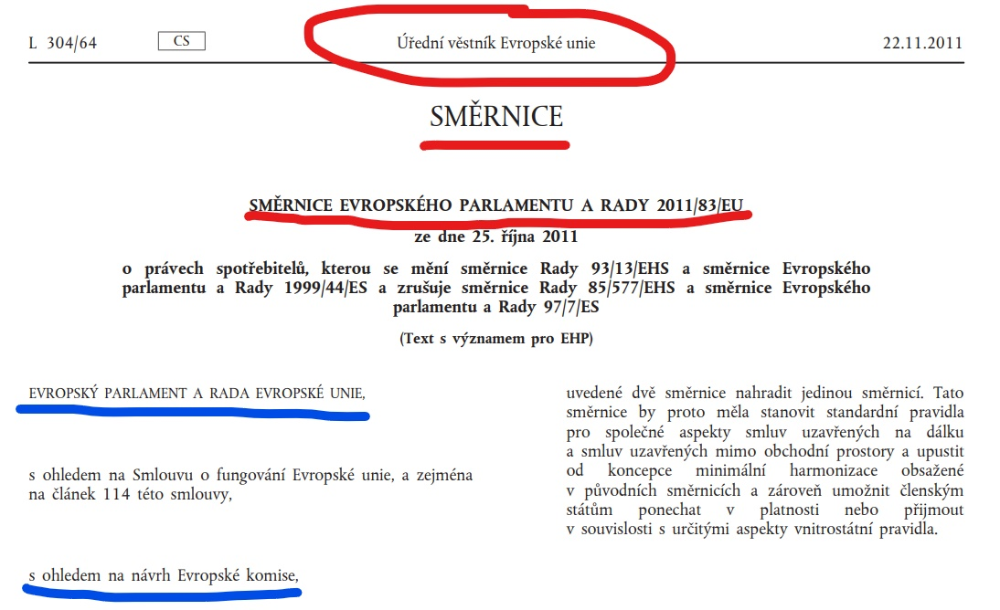 L 304/64 CS Úřední věstník Evropské unie 22.11.2011
SMĚRNICE
SMĚRNICE EVROPSKÉHO PARLAMENTU A RADY 2011/83/EU
ze dne 25. října 2011
o právech spotřebitelů, kterou se mění směrnice Rady 93/13/EHS a směrnice Evropského
parlamentu a Rady 1999/44/ES a zrušuje směrnice Rady 85/577/EHS a směrnice Evropského
parlamentu a Rady 97/7/ES
(Text s významem pro EHP)
EVROPSKÝ PARLAMENT A RADA EVROPSKÉ UNIE,
s ohledem na Smlouvu o fungování Evropské unie, a zejména
na článek 114 této smlouvy,
s ohledem na návrh Evropské komise,
uvedené dvě směrnice nahradit jedinou směrnicí. Tato
směrnice by proto měla stanovit standardní pravidla
pro společné aspekty smluv uzavřených na dálku
a smluv uzavřených mimo obchodní prostory a upustit
od koncepce minimální harmonizace obsažené
v původních směrnicích a zároveň umožnit členským
státům ponechat v platnosti nebo přijmout
v souvislosti s určitými aspekty vnitrostátní pravidla.